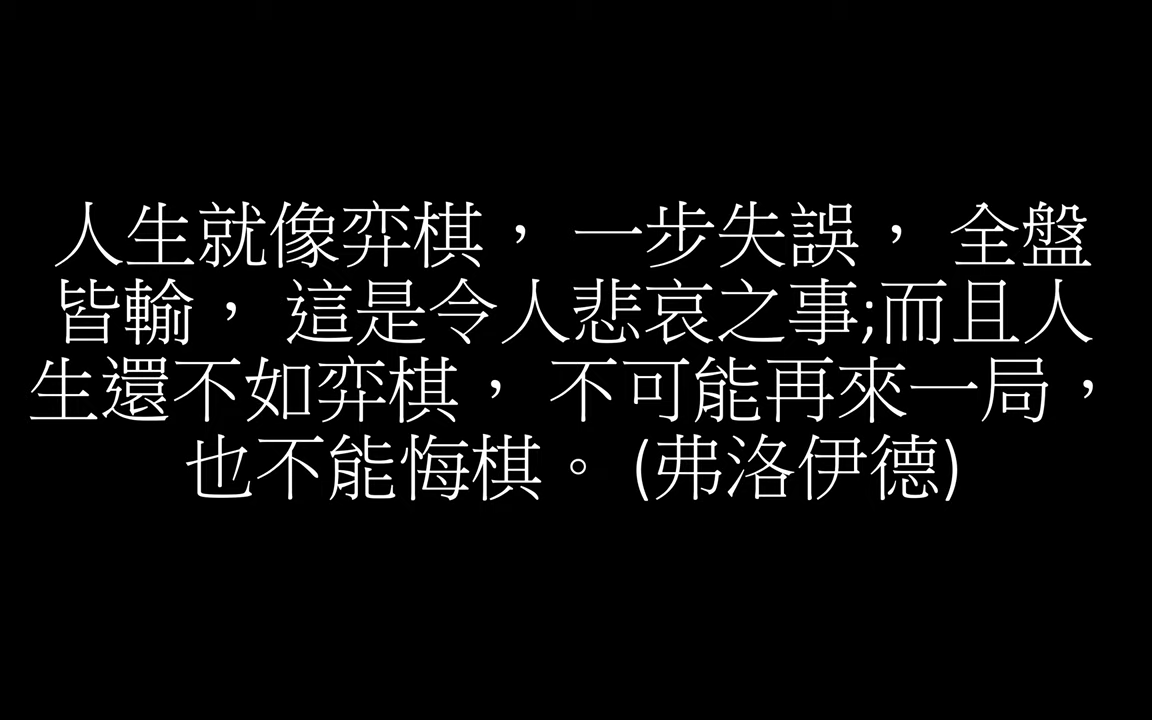 人生就像弈棋， 一步失誤， 全盤
皆輸， 這是令人悲哀之事;而且人
生還不如弈棋， 不可能再來一局，
也不能悔棋。 (弗洛伊德)